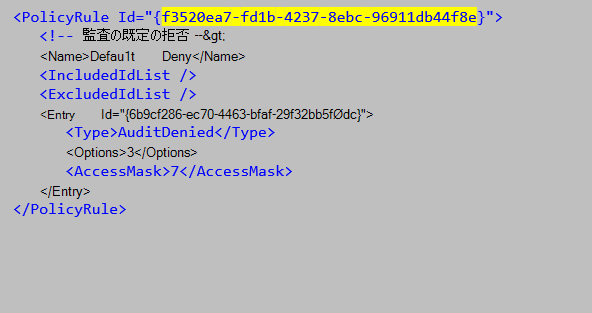 <PolicyRule Id="{f3520ea7-fd1b-4237-8ebc-96911db44f8e}">
<!-- 監査の既定の拒否 --&gt;
<Name>Defau1t Deny</Name>
<IncludedIdList />
<ExcludedIdList />
<Entry Id="{6b9cf286-ec70-4463-bfaf-29f32bb5fØdc}">
<Type>AuditDenied</Type>
<Options>3</Options>
<AccessMask>7</AccessMask>
</Entry>
</PolicyRule>